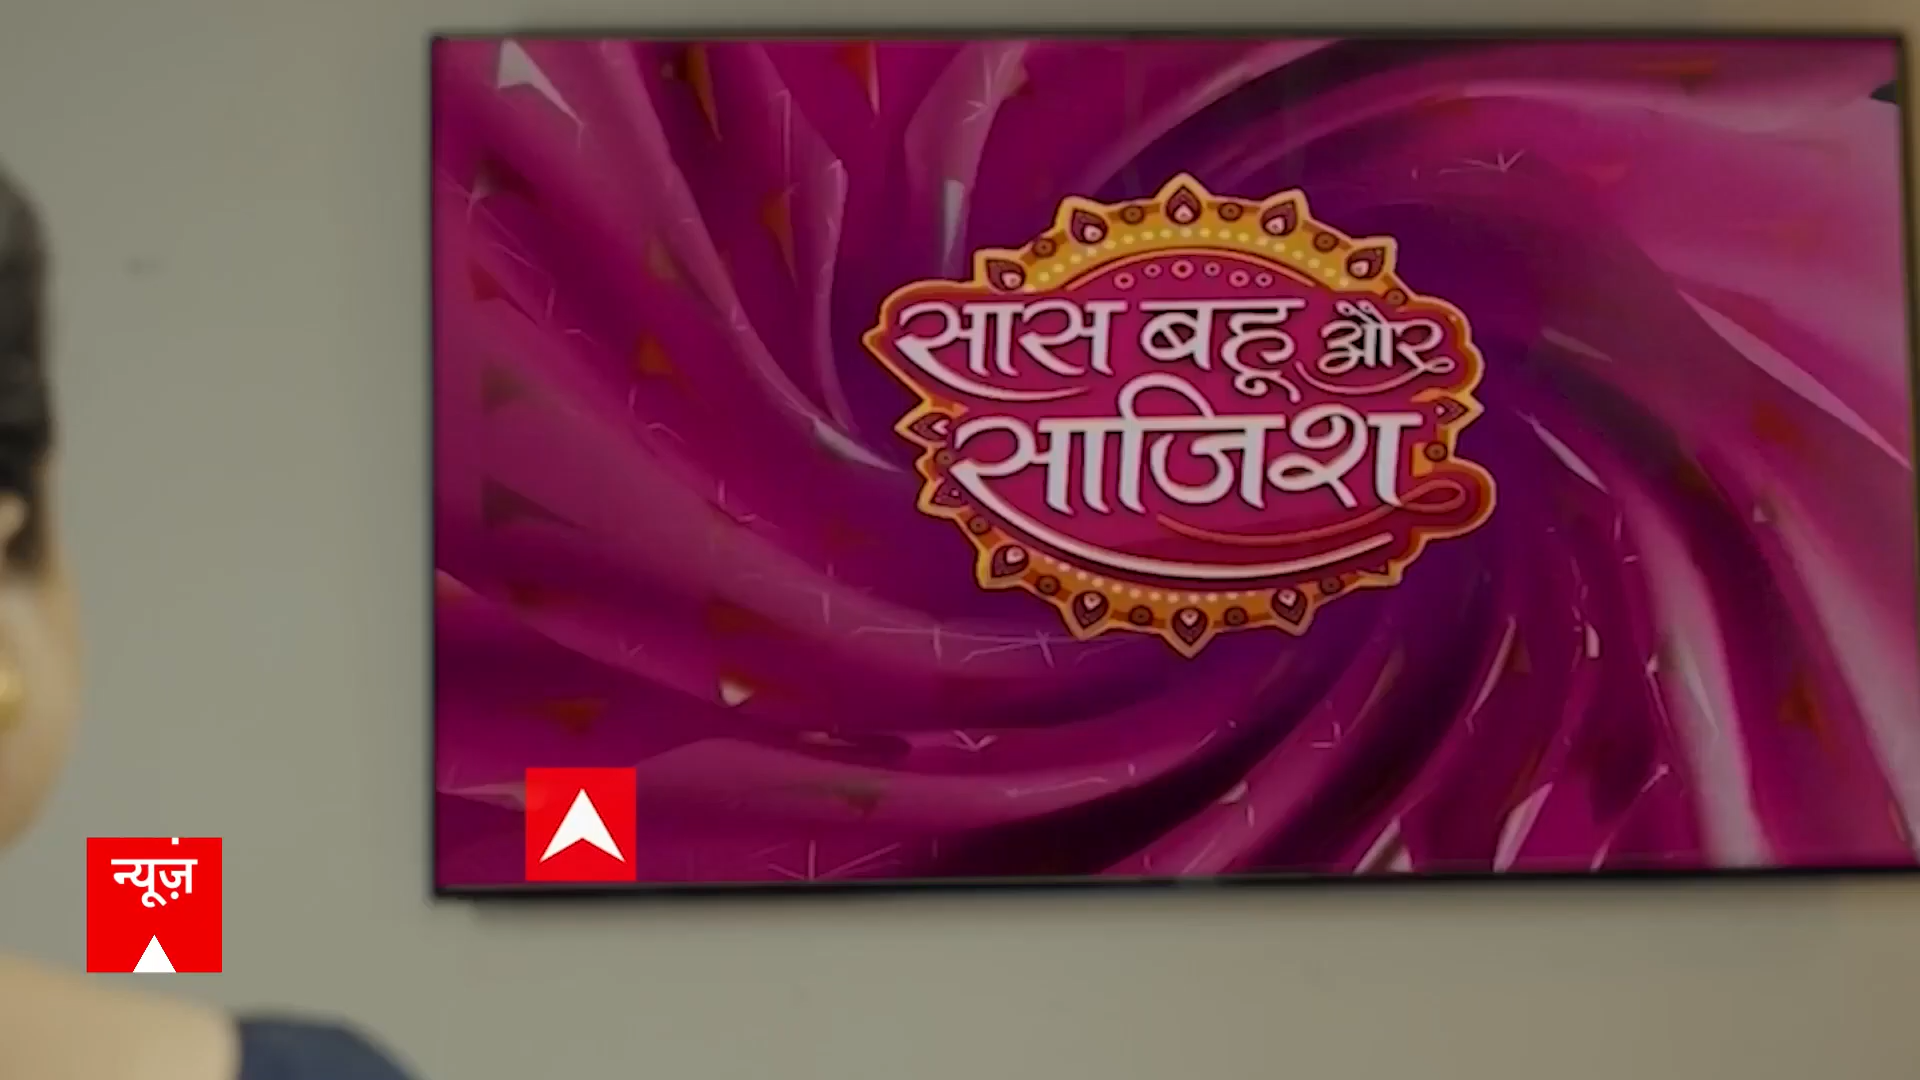 सास बहू और
साजिश
न्यूज़